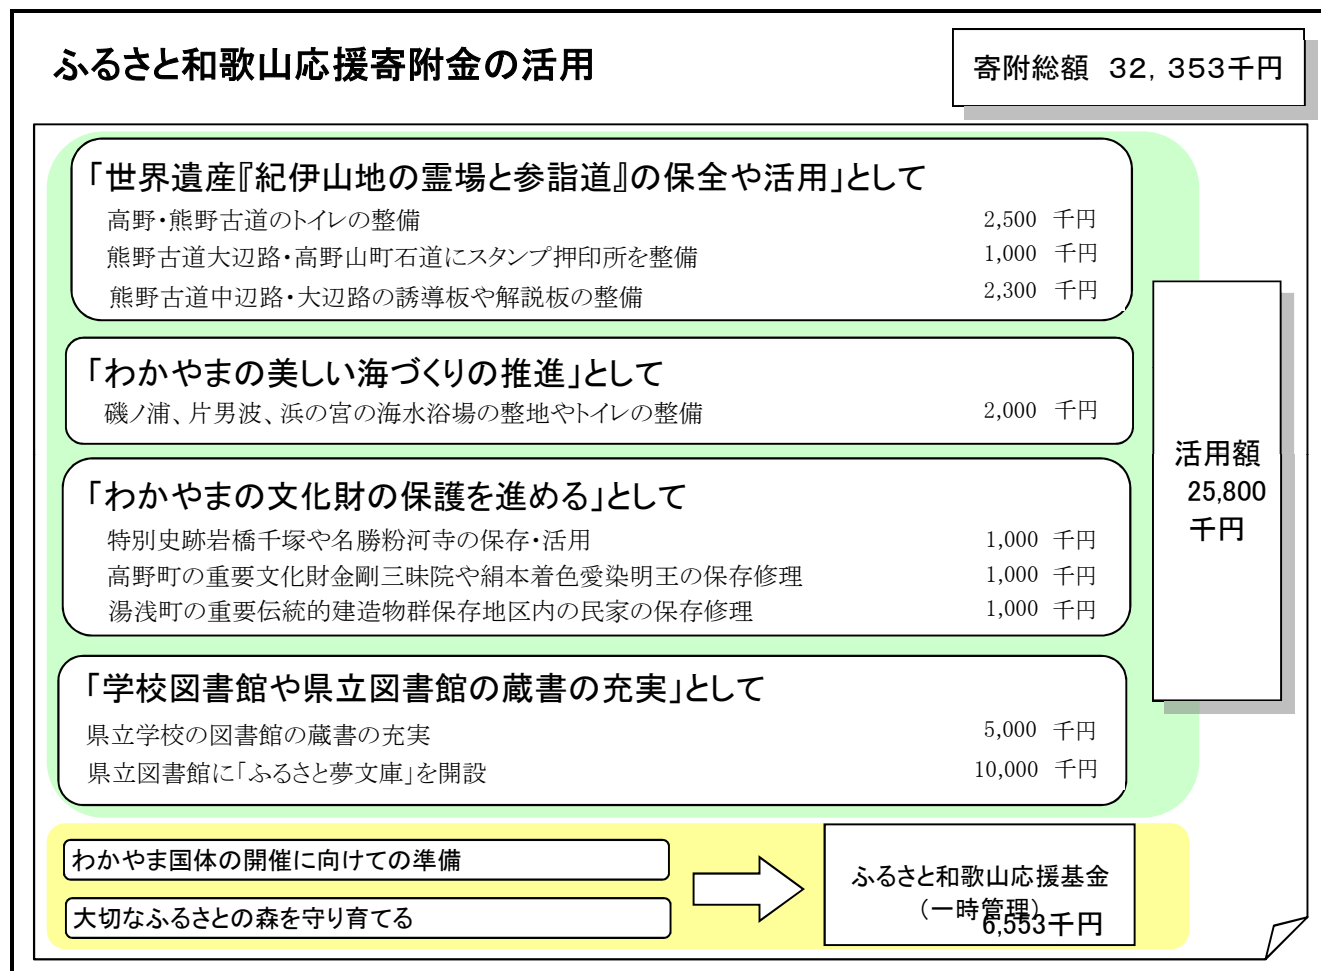 ふるさと和歌山応援寄附金の活用
寄附総額 32,353千円
「世界遺産『紀伊山地の霊場と参詣道』の保全や活用」として
高野・熊野古道のトイレの整備 2,500 千円
熊野古道大辺路・高野山町石道にスタンプ押印所を整備 1,000 千円
熊野古道中辺路・大辺路の誘導板や解説板の整備 2,300 千円
「わかやまの美しい海づくりの推進」として
磯ノ浦、片男波、浜の宮の海水浴場の整地やトイレの整備 2,000 千円
「わかやまの文化財の保護を進める」として
特別史跡岩橋千塚や名勝粉河寺の保存・活用 1,000 千円
高野町の重要文化財金剛三昧院や絹本着色愛染明王の保存修理 1,000 千円
湯浅町の重要伝統的建造物群保存地区内の民家の保存修理 1,000 千円
「学校図書館や県立図書館の蔵書の充実」として
県立学校の図書館の蔵書の充実 5,000 千円
県立図書館に「ふるさと夢文庫」を開設 10,000 千円
活用額
25,800
千円
わかやま国体の開催に向けての準備
大切なふるさとの森を守り育てる
ふるさと和歌山応援基金
(一時管理)
6,553千円